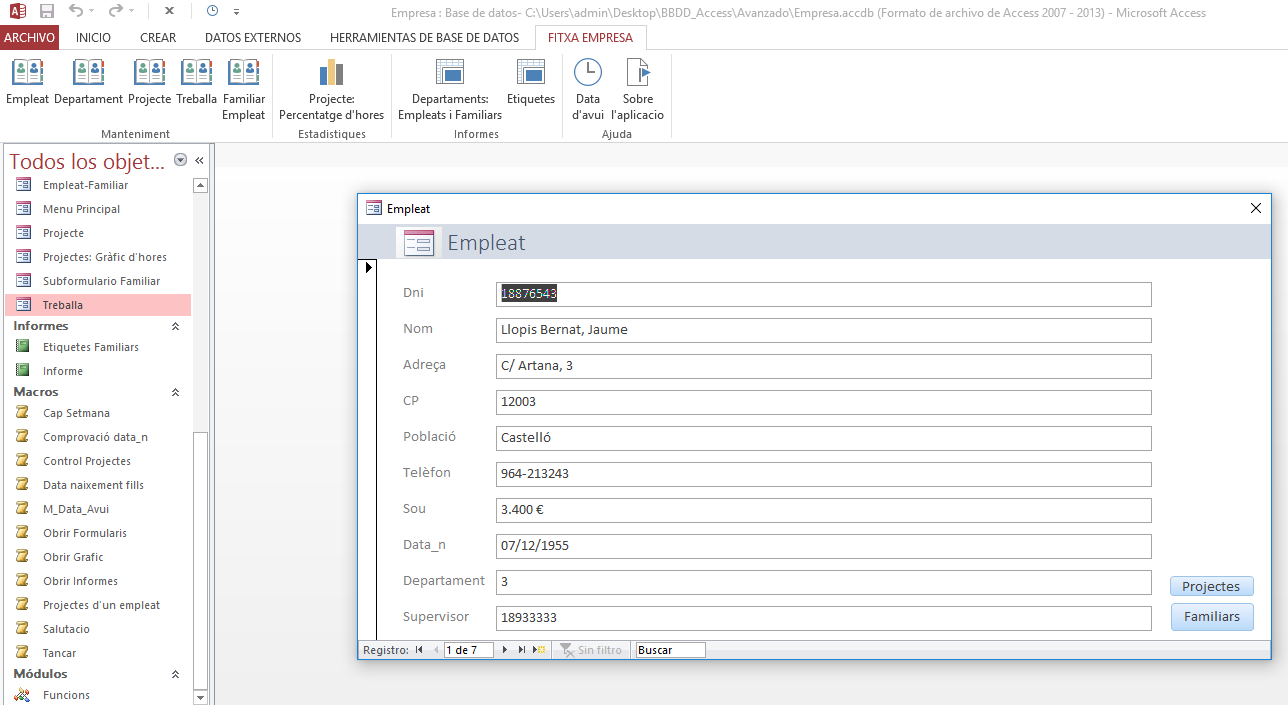 Empresa : Base de datos- C:\Users\admin\Desktop\BBDD_Access\Avanzado\Empresa.accdb (Formato de archivo de Access 2007 - 2013) - Microsoft Access
ARCHIVO INICIO CREAR DATOS EXTERNOS HERRAMIENTAS DE BASE DE DATOS FITXA EMPRESA
Empleat Departament Projecte Treballa Familiar Empleat
Manteniment
Projecte: Percentatge d'hores
Estadistiques
Departaments: Empleats i Familiars
Etiquetes
Informes
Data d'avui
Sobre l'aplicacio
Ajuda
Todos los objet...
Empleat-Familiar
Menu Principal
Projecte
Projectes: Gràfic d'hores
Subformulario Familiar
Treballa
Informes
Etiquetes Familiars
Informe
Macros
Cap Setmana
Comprovació data_n
Control Projectes
Data naixement fills
M_Data_Avui
Obrir Formularis
Obrir Grafic
Obrir Informes
Projectes d'un empleat
Salutacio
Tancar
Módulos
Funcions
Empleat
Empleat
Dni 18876543
Nom Llopis Bernat, Jaume
Adreça C/ Artana, 3
CP 12003
Població Castelló
Telèfon 964-213243
Sou 3.400 €
Data_n 07/12/1955
Departament 3
Projectes
Supervisor 18933333
Familiars
Registro: 1 de 7 Sin filtro Buscar